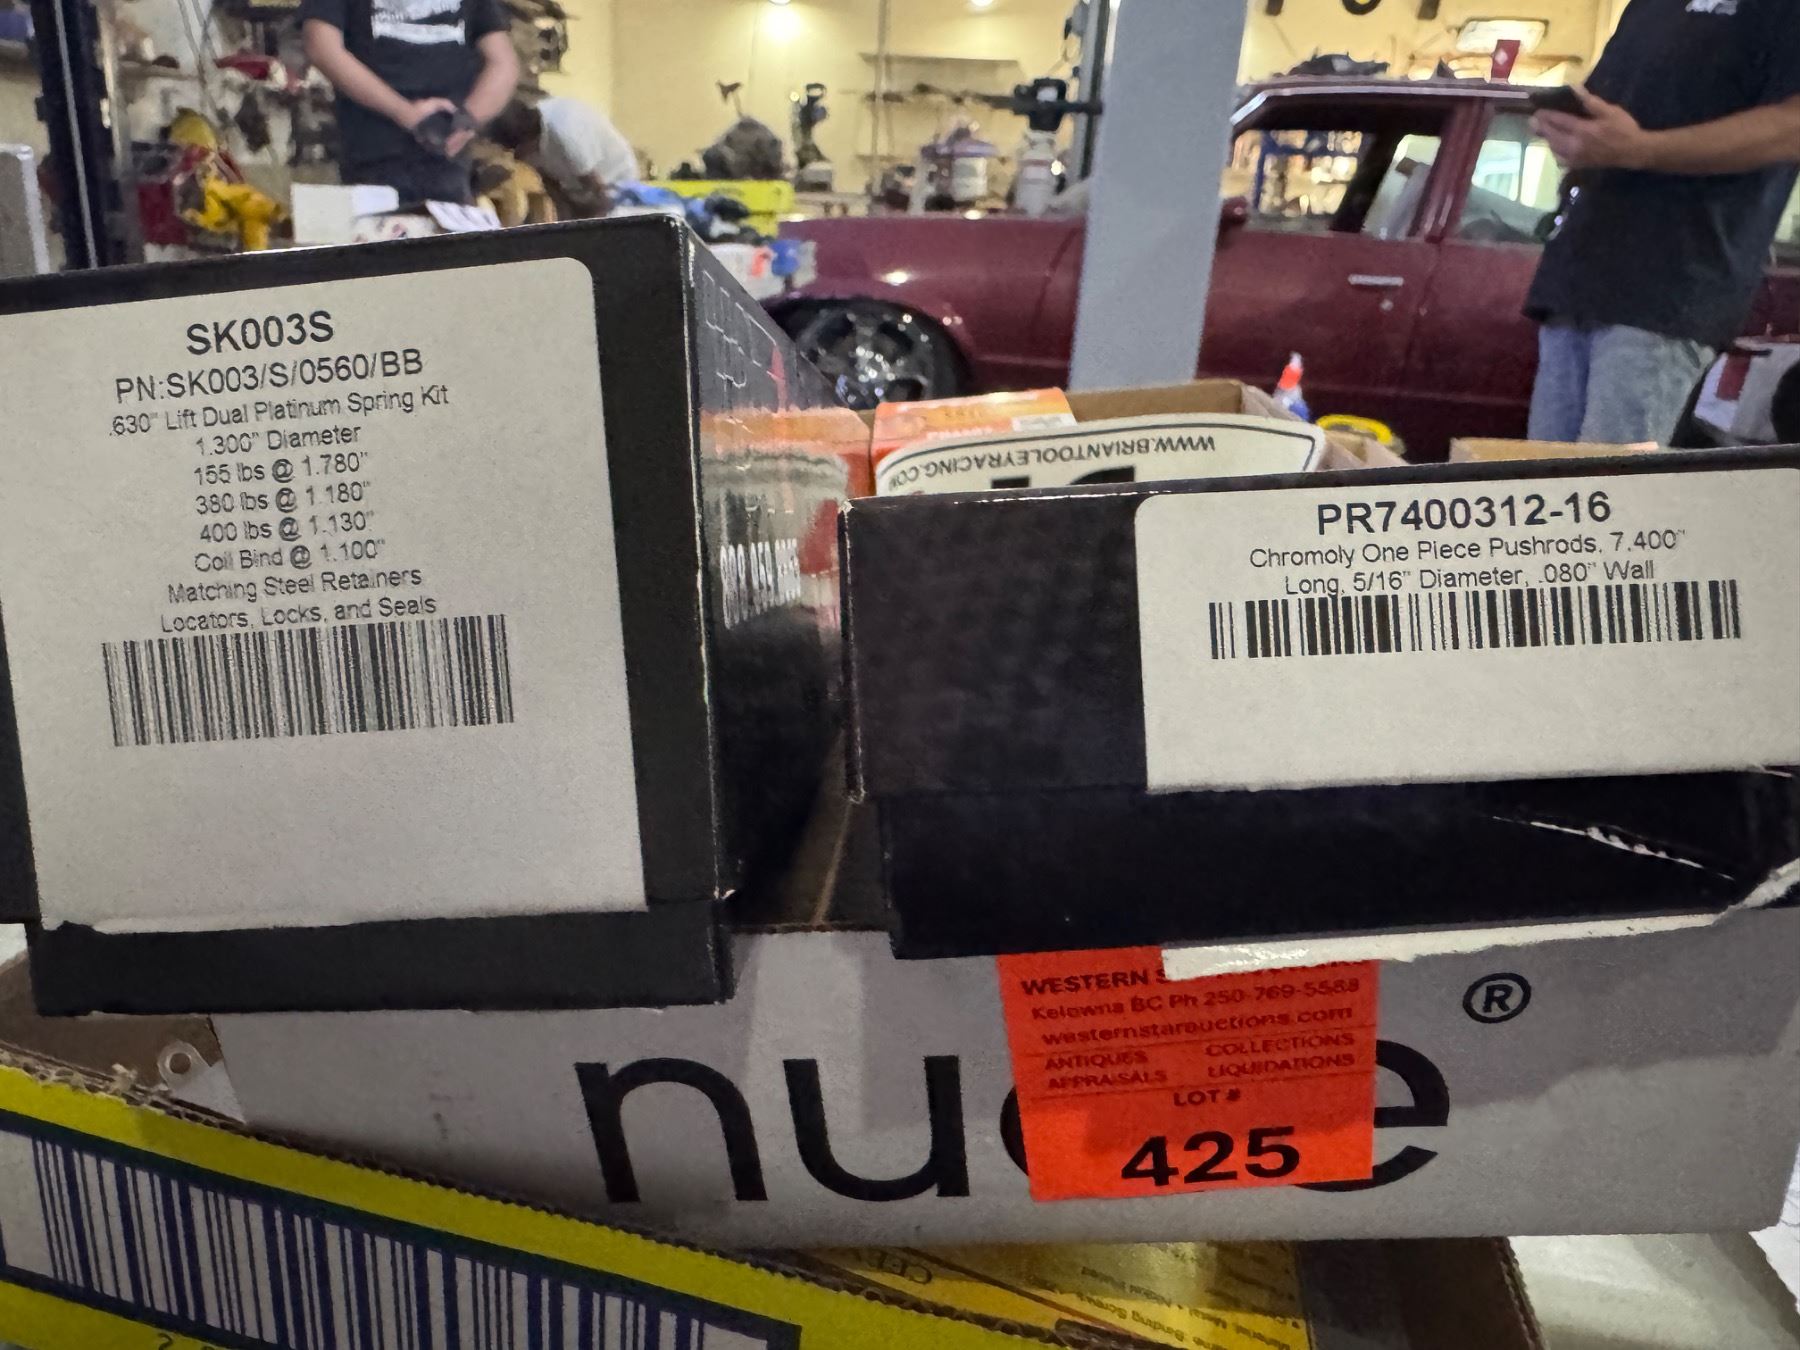 SK003S
PN:SK003/S/0560/BB
.630" Lift Dual Platinum Spring Kit
1.300" Diameter
155 lbs @ 1.780"
380 lbs @ 1.180"
400 lbs @ 1.130"
Coil Bind @ 1.100"
Matching Steel Retainers
Locators, Locks, and Seals
WWW.BRIANTOOLEYRACING.COM
PR7400312-16
Chromoly One Piece Pushrods, 7.400"
Long, 5/16" Diameter, .080" Wall
WESTERN S
Kelowna BC Ph 250-769-5588
westernstarauctions.com
ANTIQUES COLLECTIONS
APPRAISALS LIQUIDATIONS
LOT #
425
nu e ®